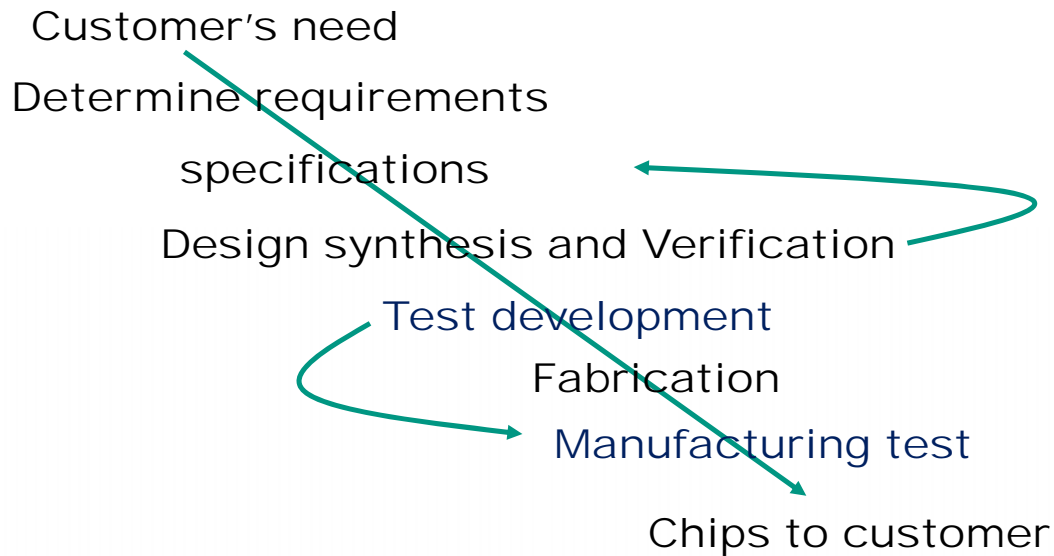 Customer's need
Determine requirements
specifications
Design synthesis and Verification
Test development
Fabrication
Manufacturing test
Chips to customer